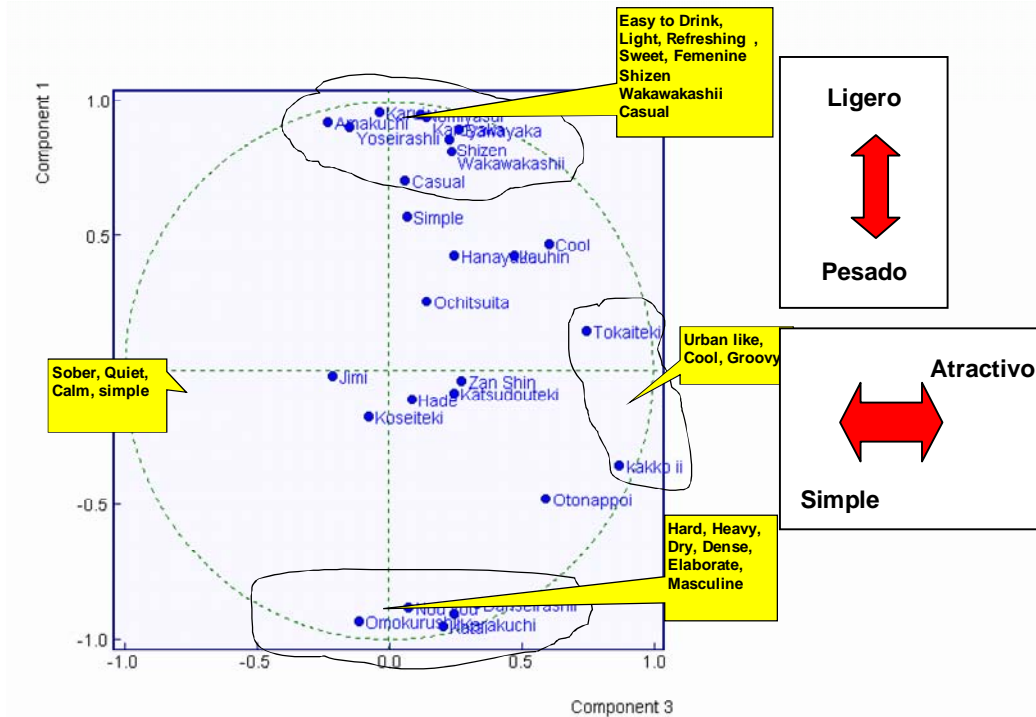 Easy to Drink,
Light, Refreshing ,
Sweet, Femenine
Shizen
Wakawakashii
Casual
Ligero
Pesado
Component 1
1.0
Amakuchi
Yoseirashii
Shizen
Wakawakashii
Casual
Simple
0.5
Cool
Ochitsuita
Tokaiteki
Urban like,
Cool, Groovy
Atractivo
Simple
Sober, Quiet,
Calm, simple
Jimi
Zan Shin
Katsudouteki
Hade
Koseiteki
kakko ii
-0.5
Otonappoi
Hard, Heavy,
Dry, Dense,
Elaborate,
Masculine
-1.0
-1.0
-0.5
0.0
0.5
1.0
Component 3